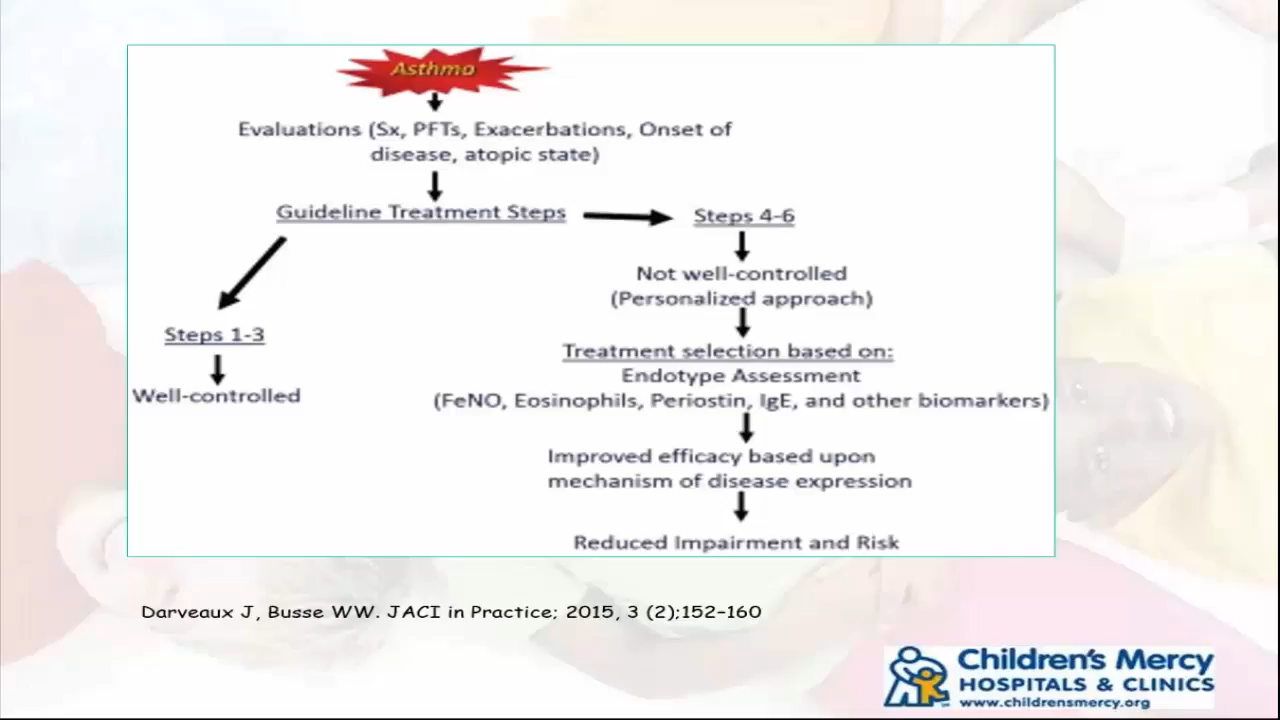 Asthma
Evaluations (Sx, PFTs, Exacerbations, Onset of
disease, atopic state)
Guideline Treatment Steps
Steps 1-3
Well-controlled
Steps 4-6
Not well-controlled
(Personalized approach)
Treatment selection based on:
Endotype Assessment
(FeNO, Eosinophils, Periostin, IgE, and other biomarkers)
Improved efficacy based upon
mechanism of disease expression
Reduced Impairment and Risk
Darveaux J, Busse WW. JACI in Practice; 2015, 3 (2);152-160
Children's Mercy
HOSPITALS & CLINICS
www.childrensmercy.org